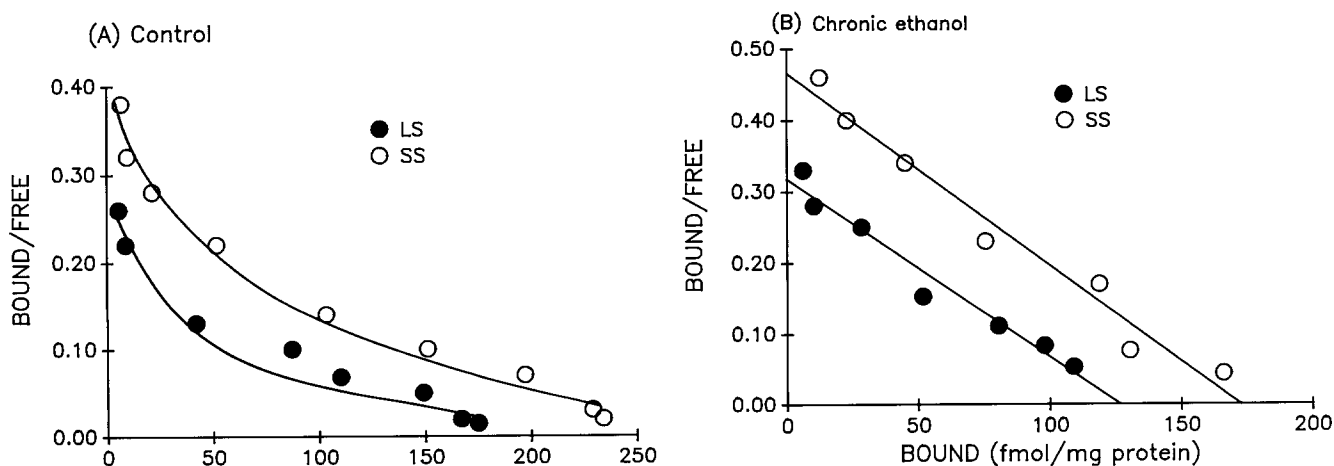 (A) Control
0.40
0.30
0.20
0.10
0.00
BOUND/FREE
LS
SS
0
50
100
150
200
250
(B) Chronic ethanol
0.50
0.40
0.30
0.20
0.10
0.00
BOUND/FREE
LS
SS
0
50
100
150
200
BOUND (fmol/mg protein)